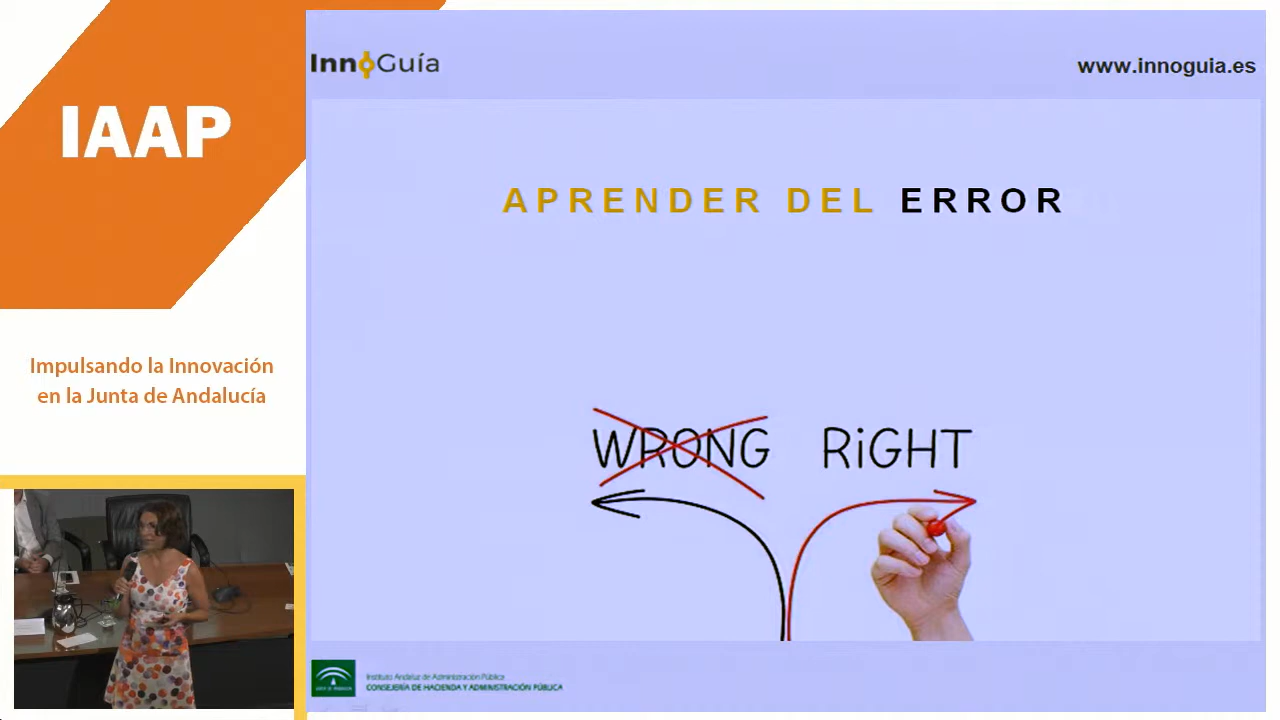 IAAP
Impulsando la Innovación
en la Junta de Andalucía
InnoGuía
www.innoguia.es
APRENDER DEL ERROR
WRONG RiGHT
Instituto Andaluz de Administración Pública
CONSEJERÍA DE HACIENDA Y ADMINISTRACIÓN PÚBLICA